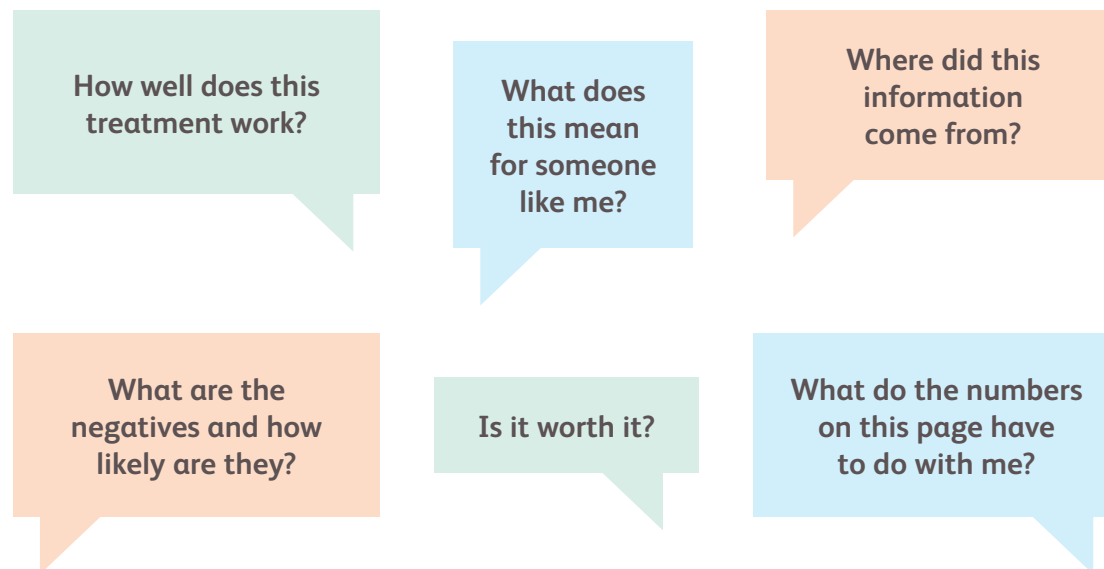 How well does this
treatment work?
What does
this mean
for someone
like me?
Where did this
information
come from?
What are the
negatives and how
likely are they?
Is it worth it?
What do the numbers
on this page have
to do with me?